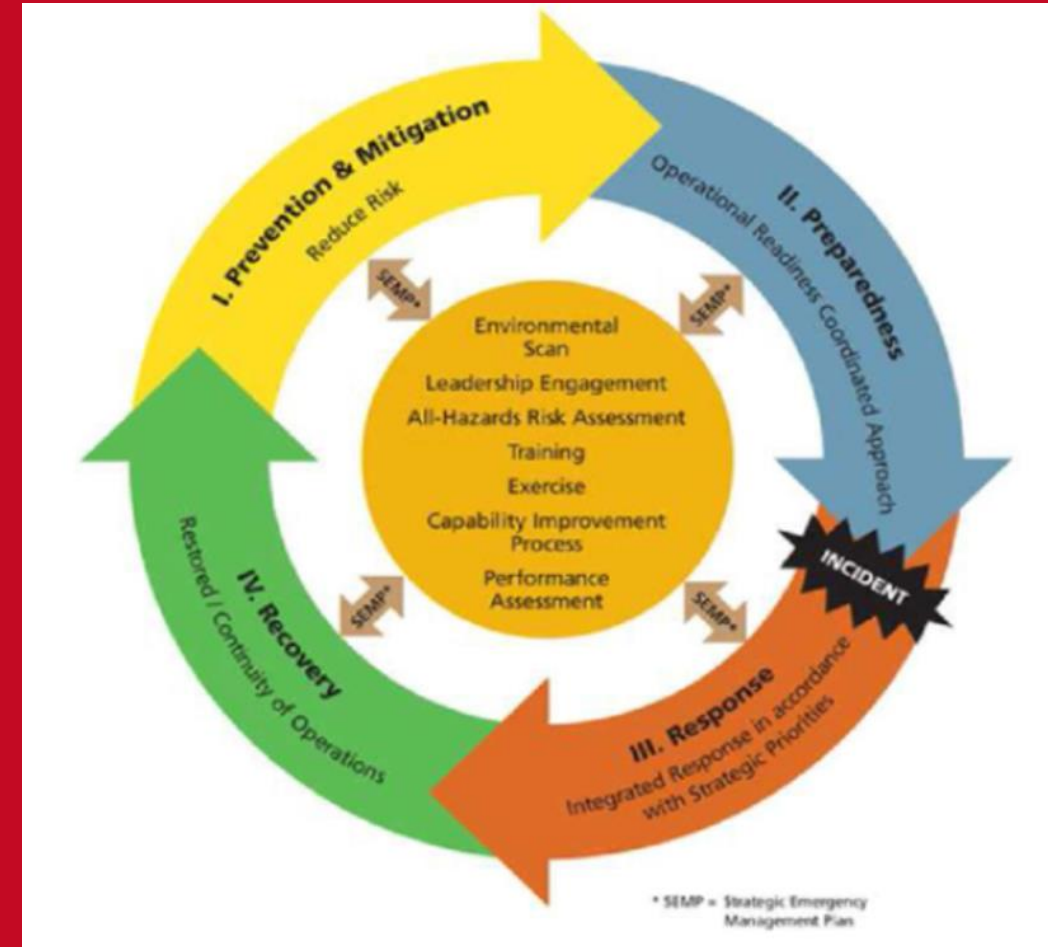 I. Prevention & Mitigation
Reduce Risk
II. Preparedness
Operational Readiness Coordinated Approach
INCIDENT
III. Response
Integrated Response in accordance
with Strategic Priorities
IV. Recovery
Restored / Continuity of Operations
SEMP*
SEMP*
SEMP*
SEMP*
Environmental
Scan
Leadership Engagement
All-Hazards Risk Assessment
Training
Exercise
Capability Improvement
Process
Performance
Assessment
* SEMP = Strategic Emergency
Management Plan